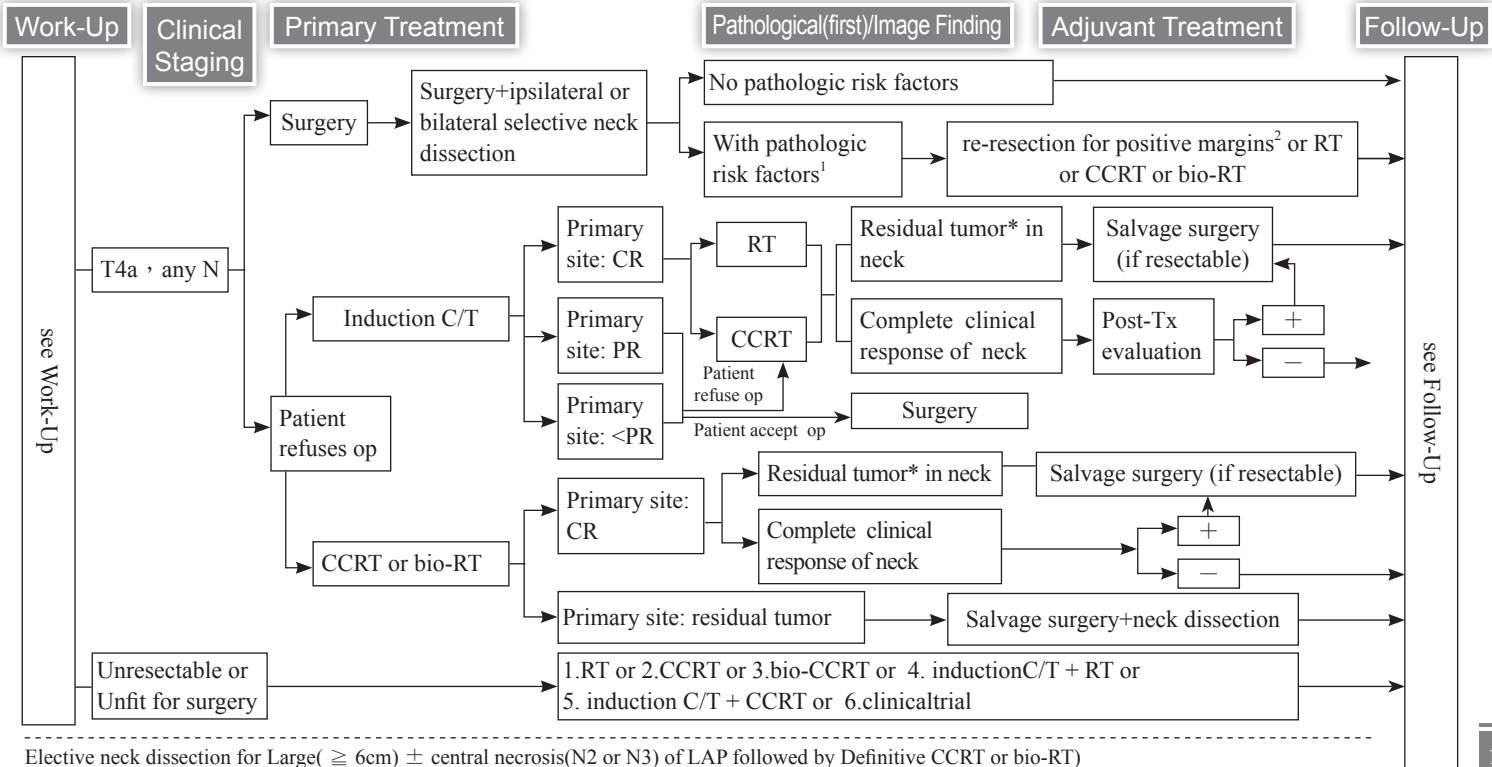 Work-Up
Clinical
Staging
Primary Treatment
Pathological(first)/Image Finding
Adjuvant Treatment
Follow-Up
see Work-Up
T4a，any N
Surgery
Surgery+ipsilateral or
bilateral selective neck
dissection
No pathologic risk factors
With pathologic
risk factors1
re-resection for positive margins2 or RT
or CCRT or bio-RT
Patient
refuses op
Induction C/T
Primary
site: CR
Primary
site: PR
Primary
site: <PR
RT
CCRT
Patient
refuse op
Patient accept op
Surgery
Residual tumor* in
neck
Salvage surgery
(if resectable)
Complete clinical
response of neck
Post-Tx
evaluation
+
－
CCRT or bio-RT
Primary site:
CR
Residual tumor* in neck
Salvage surgery (if resectable)
Complete clinical
response of neck
+
－
Primary site: residual tumor
Salvage surgery+neck dissection
Unresectable or
Unfit for surgery
1.RT or 2.CCRT or 3.bio-CCRT or 4. inductionC/T + RT or
5. induction C/T + CCRT or 6.clinicaltrial
see Follow-Up
Elective neck dissection for Large( ≧ 6cm) ± central necrosis(N2 or N3) of LAP followed by Definitive CCRT or bio-RT)